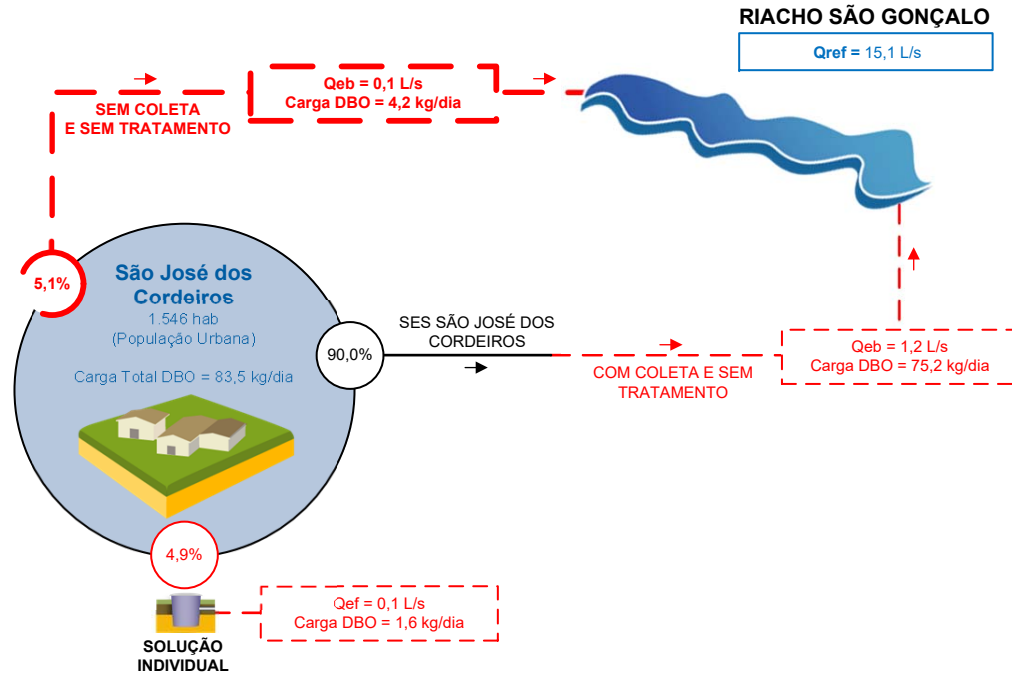 RIACHO SÃO GONÇALO
Qref = 15,1 L/s
Qeb = 0,1 L/s
Carga DBO = 4,2 kg/dia
SEM COLETA
E SEM TRATAMENTO
5,1%
São José dos
Cordeiros
1.546 hab
(População Urbana)
Carga Total DBO = 83,5 kg/dia
90,0%
SES SÃO JOSÉ DOS
CORDEIROS
COM COLETA E SEM
TRATAMENTO
Qeb = 1,2 L/s
Carga DBO = 75,2 kg/dia
4,9%
Qef = 0,1 L/s
Carga DBO = 1,6 kg/dia
SOLUÇÃO
INDIVIDUAL